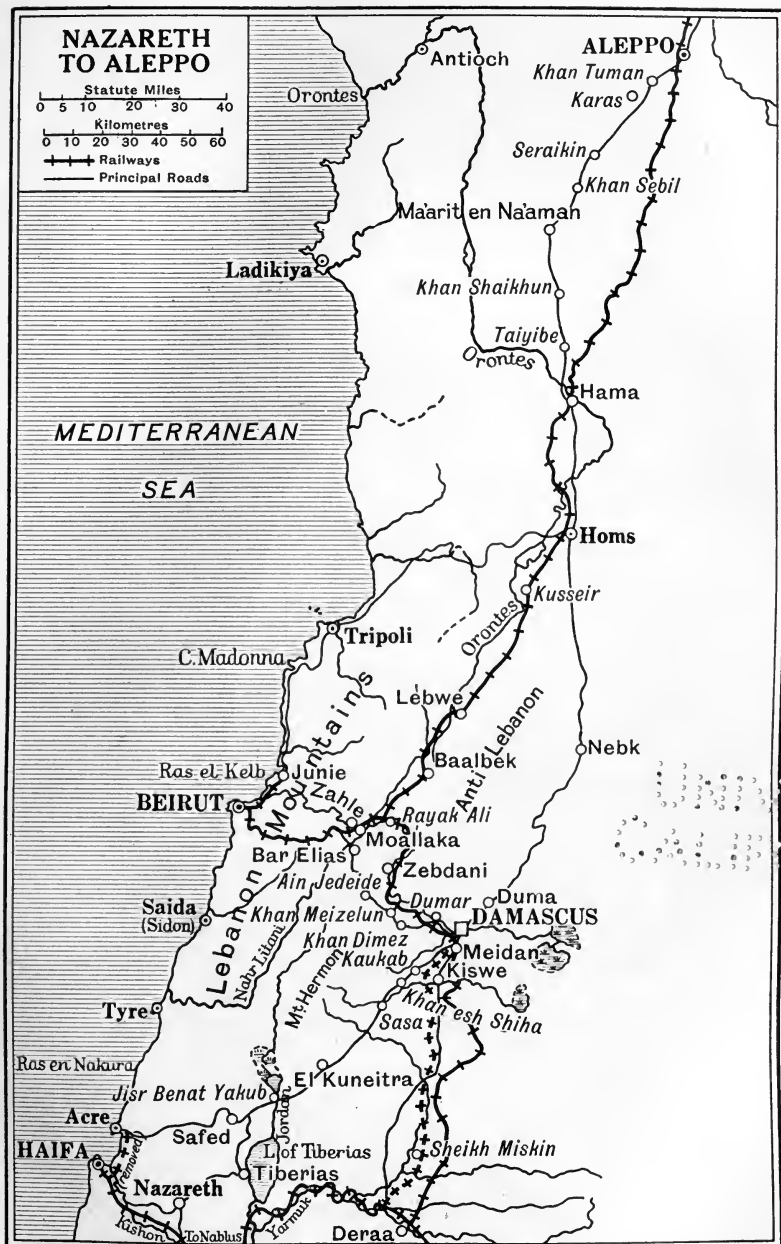 NAZARETH
TO ALEPPO
Statute Miles
0 5 10 20 30 40
Kilometres
0 10 20 30 40 50 60
Railways
Principal Roads
ALEPPO
Antioch
Khan Tuman
Karas
Orontes
Seraikin
Khan Sebil
Ma'arit en Na'aman
Ladikiya
Khan Shaikhun
Taiyibe
Orontes
Hama
MEDITERRANEAN
SEA
Homs
Kusseir
Orontes
Tripoli
C. Madonna
Lebwe
Anti Lebanon
Nebk
Baalbek
Ras el Kelb
Junie
Lebanon Mountains
Zahle
BEIRUT
Rayak Ali
Moallaka
Bar Elias
Zebdani
Ain Jedeide
Dumar
Duma
Saida
(Sidon)
Khan Meizelun
DAMASCUS
Khan Dimez
Meidan
Nahr Litani
Kaukab
Kiswe
Mt. Hermon
Khan esh Shiha
Tyre
Sasa
Ras en Nakura
El Kuneitra
Jisr Benat Yakub
Jordan
Acre
Safed
(removed)
L. of Tiberias
Sheikh Miskin
HAIFA
Tiberias
Nazareth
Kishon
To Nablus
Yarmuk
Deraa
UNIV
CALIF